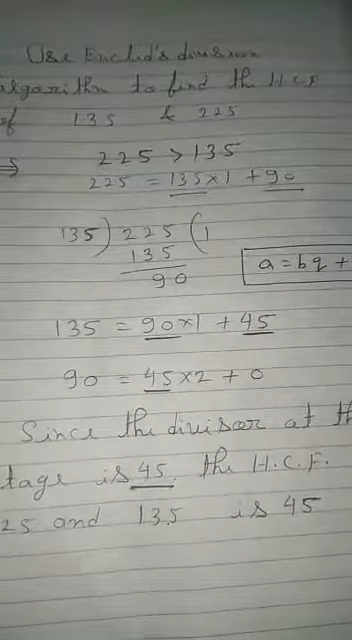 Use Euclid's division
algorithm to find the H.C.F
of 135 & 225
⇒ 225 > 135
225 = 135 × 1 + 90
135 ) 225 ( 1
135
90
a = bq +
135 = 90 × 1 + 45
90 = 45 × 2 + 0
Since the divisor at th
tage is 45, the H.C.F.
25 and 135 is 45